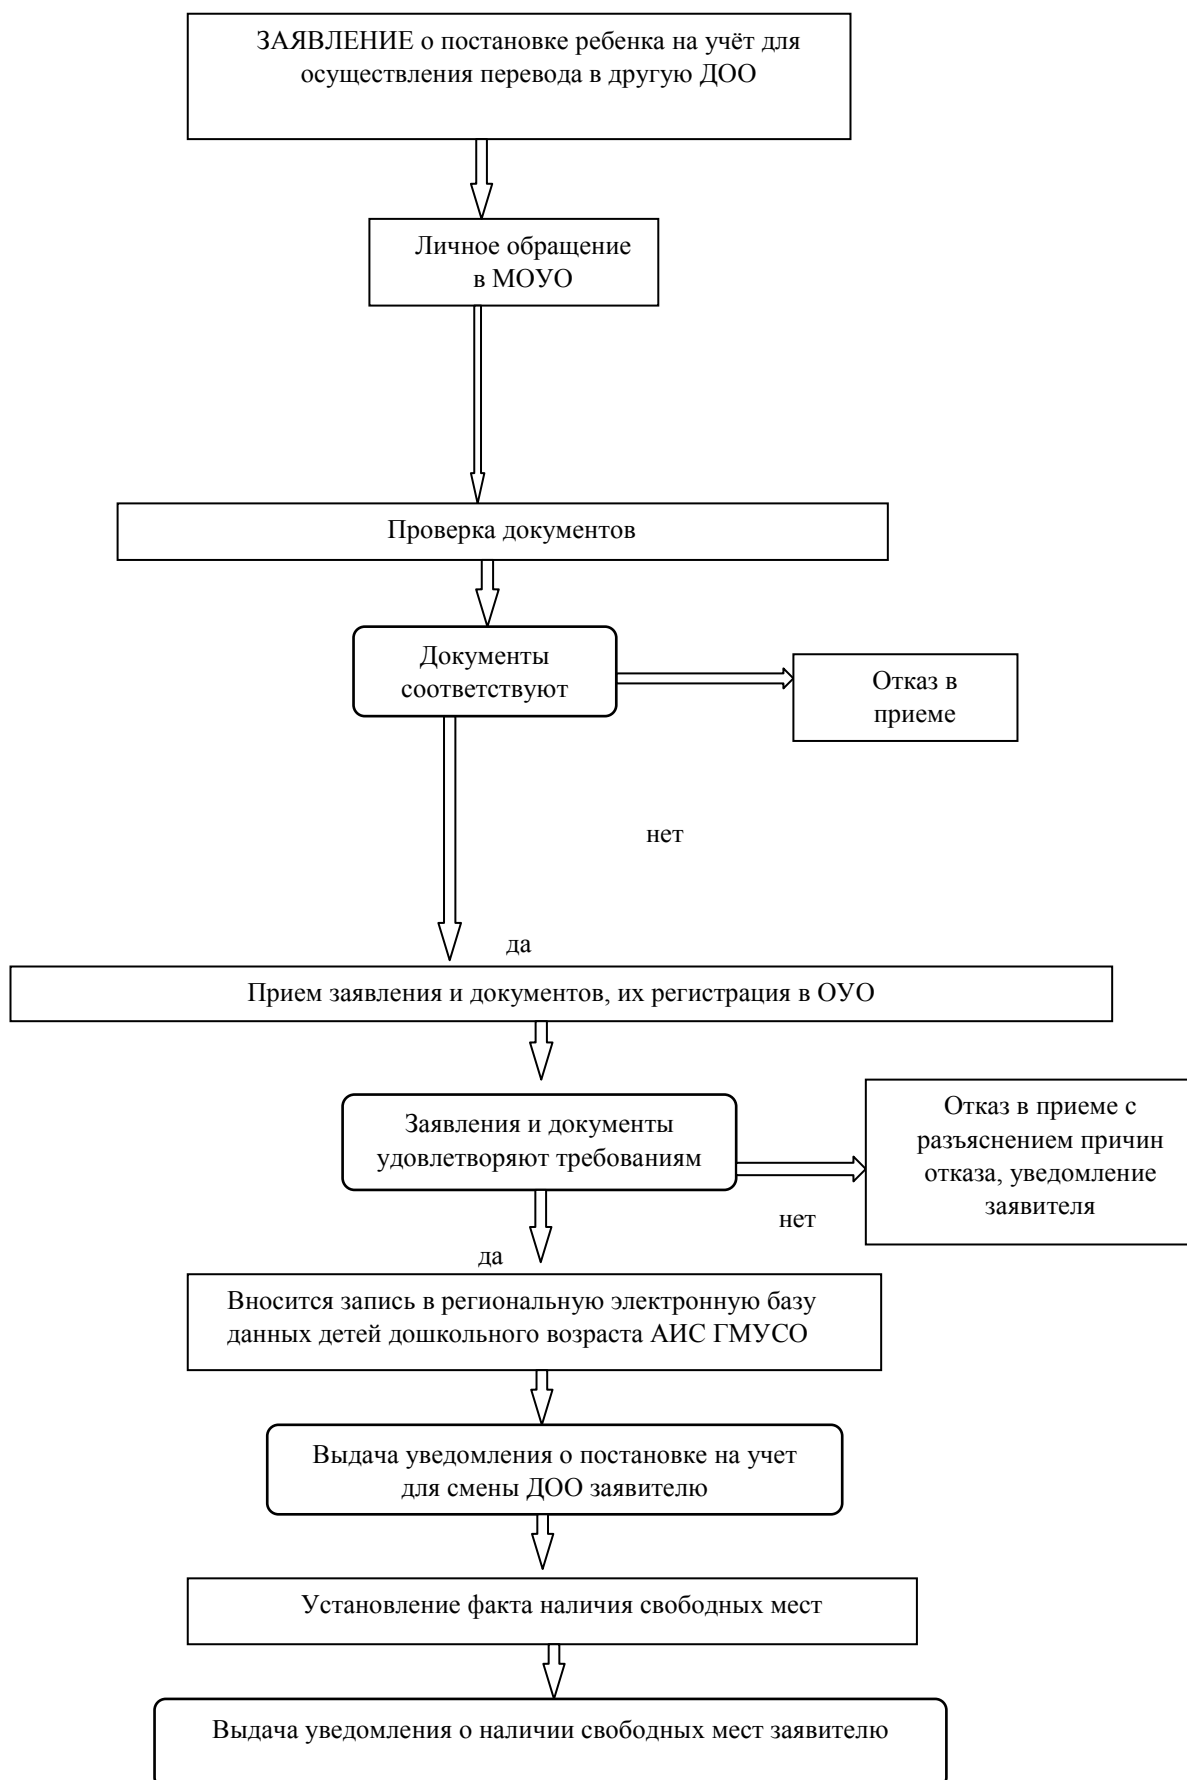 ЗАЯВЛЕНИЕ о постановке ребенка на учёт для
осуществления перевода в другую ДОО
Личное обращение
в МОУО
Проверка документов
Документы
соответствуют
Отказ в
приеме
нет
да
Прием заявления и документов, их регистрация в ОУО
Заявления и документы
удовлетворяют требованиям
Отказ в приеме с
разъяснением причин
отказа, уведомление
заявителя
нет
да
Вносится запись в региональную электронную базу
данных детей дошкольного возраста АИС ГМУСО
Выдача уведомления о постановке на учет
для смены ДОО заявителю
Установление факта наличия свободных мест
Выдача уведомления о наличии свободных мест заявителю